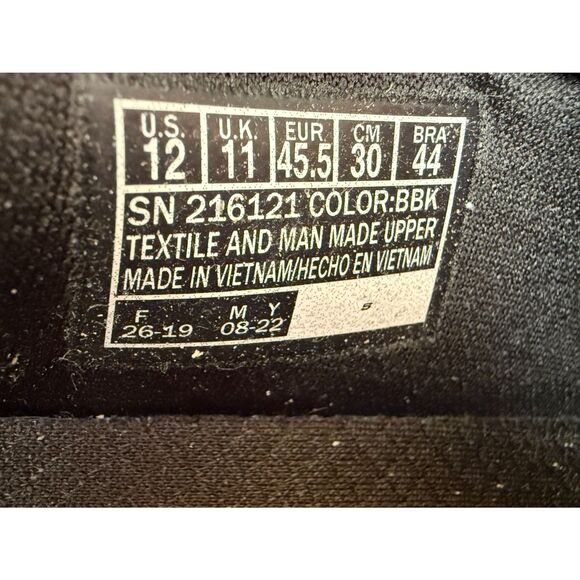 U.S. U.K. EUR CM BRA
12 11 45.5 30 44
SN 216121 COLOR:BBK
TEXTILE AND MAN MADE UPPER
MADE IN VIETNAM/HECHO EN VIETNAM
F M Y
26-19 08-22